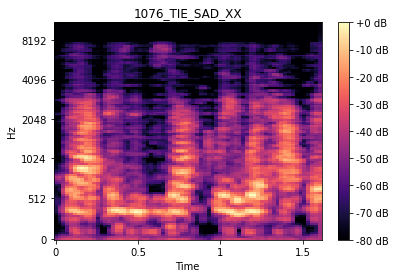 1076_TIE_SAD_XX
8192
4096
2048
1024
512
0
Hz
0
0.5
1
1.5
Time
+0 dB
-10 dB
-20 dB
-30 dB
-40 dB
-50 dB
-60 dB
-70 dB
-80 dB